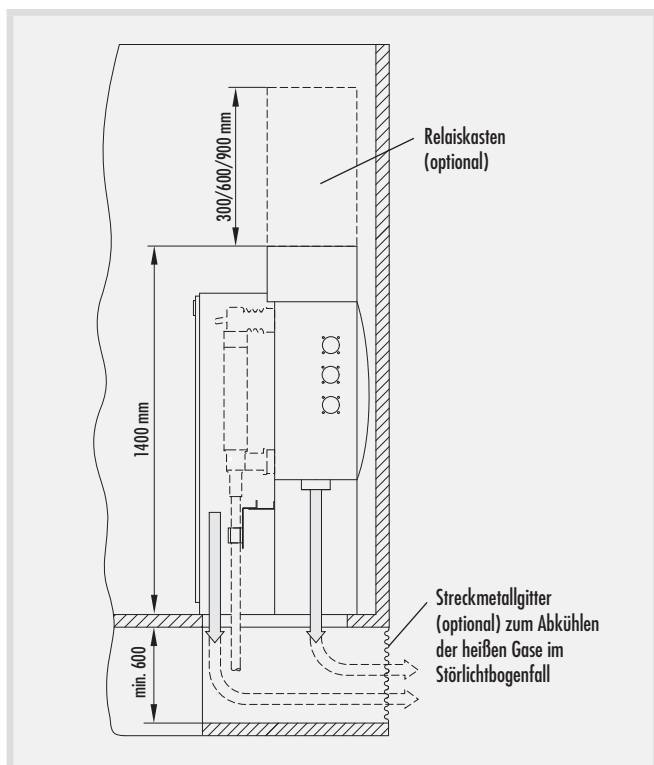 300/600/900 mm
Relaiskasten
(optional)
1400 mm
Streckmetallgitter
(optional) zum Abkühlen
der heißen Gase im
Störlichtbogenfall
min. 600